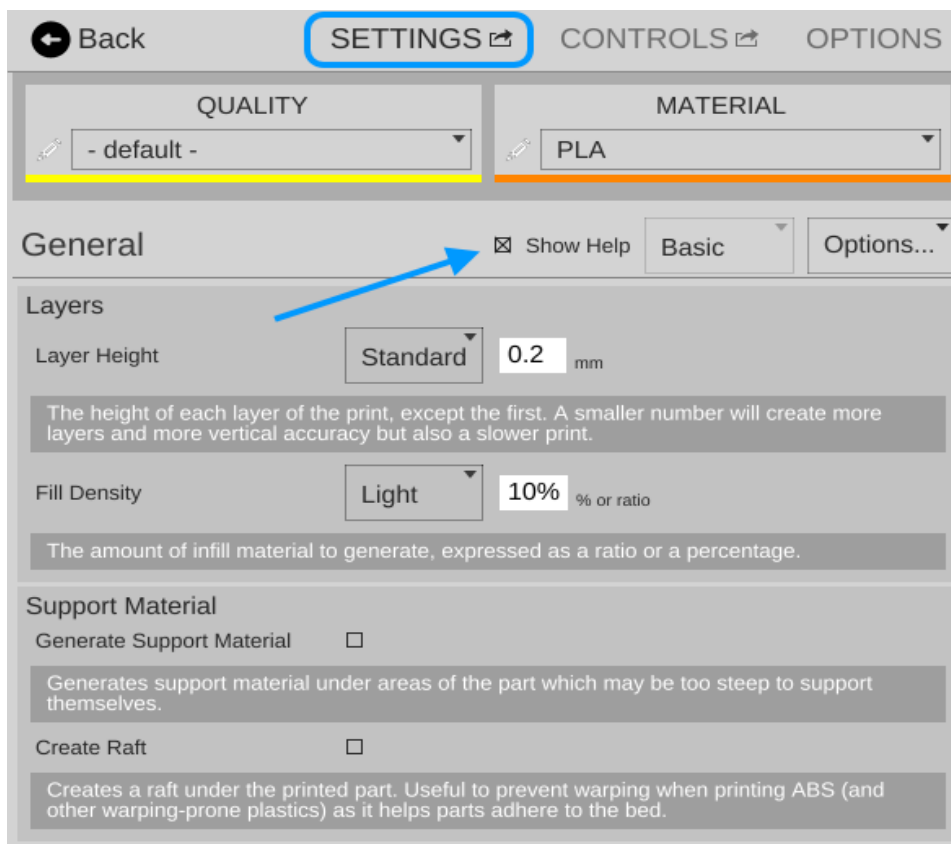 Back SETTINGS CONTROLS OPTIONS
QUALITY MATERIAL
- default - PLA
General Show Help Basic Options...
Layers
Layer Height Standard 0.2 mm
The height of each layer of the print, except the first. A smaller number will create more
layers and more vertical accuracy but also a slower print.
Fill Density Light 10% % or ratio
The amount of infill material to generate, expressed as a ratio or a percentage.
Support Material
Generate Support Material
Generates support material under areas of the part which may be too steep to support
themselves.
Create Raft
Creates a raft under the printed part. Useful to prevent warping when printing ABS (and
other warping-prone plastics) as it helps parts adhere to the bed.